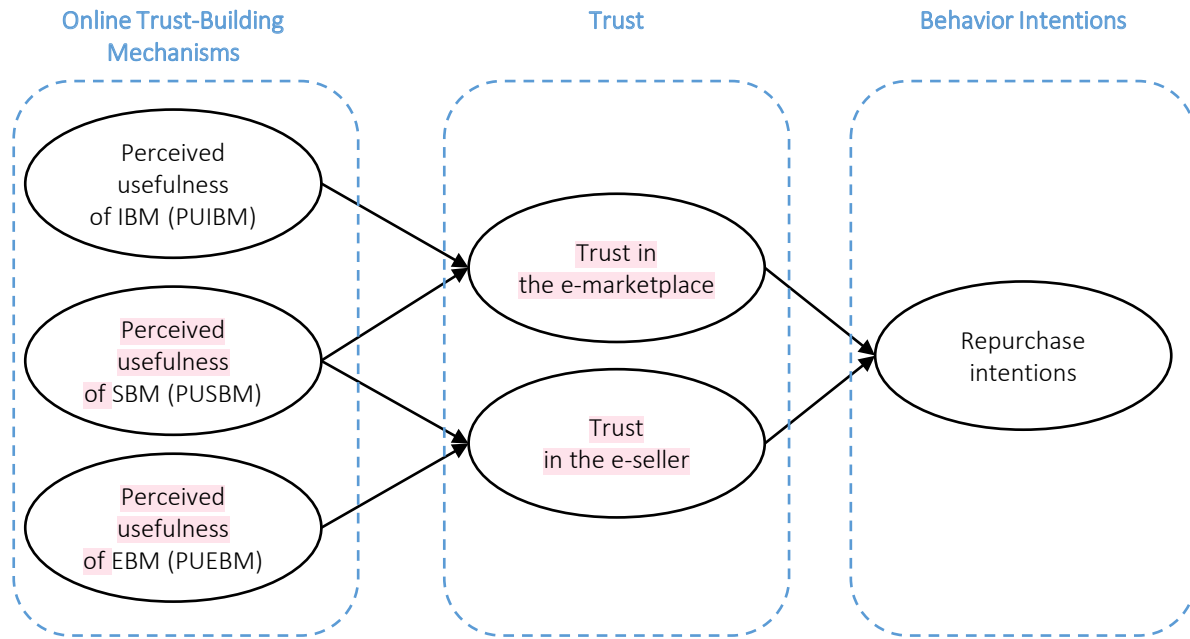 Online Trust-Building
Mechanisms
Trust
Behavior Intentions
Perceived
usefulness
of IBM (PUIBM)
Perceived
usefulness
of SBM (PUSBM)
Perceived
usefulness
of EBM (PUEBM)
Trust in
the e-marketplace
Trust
in the e-seller
Repurchase
intentions